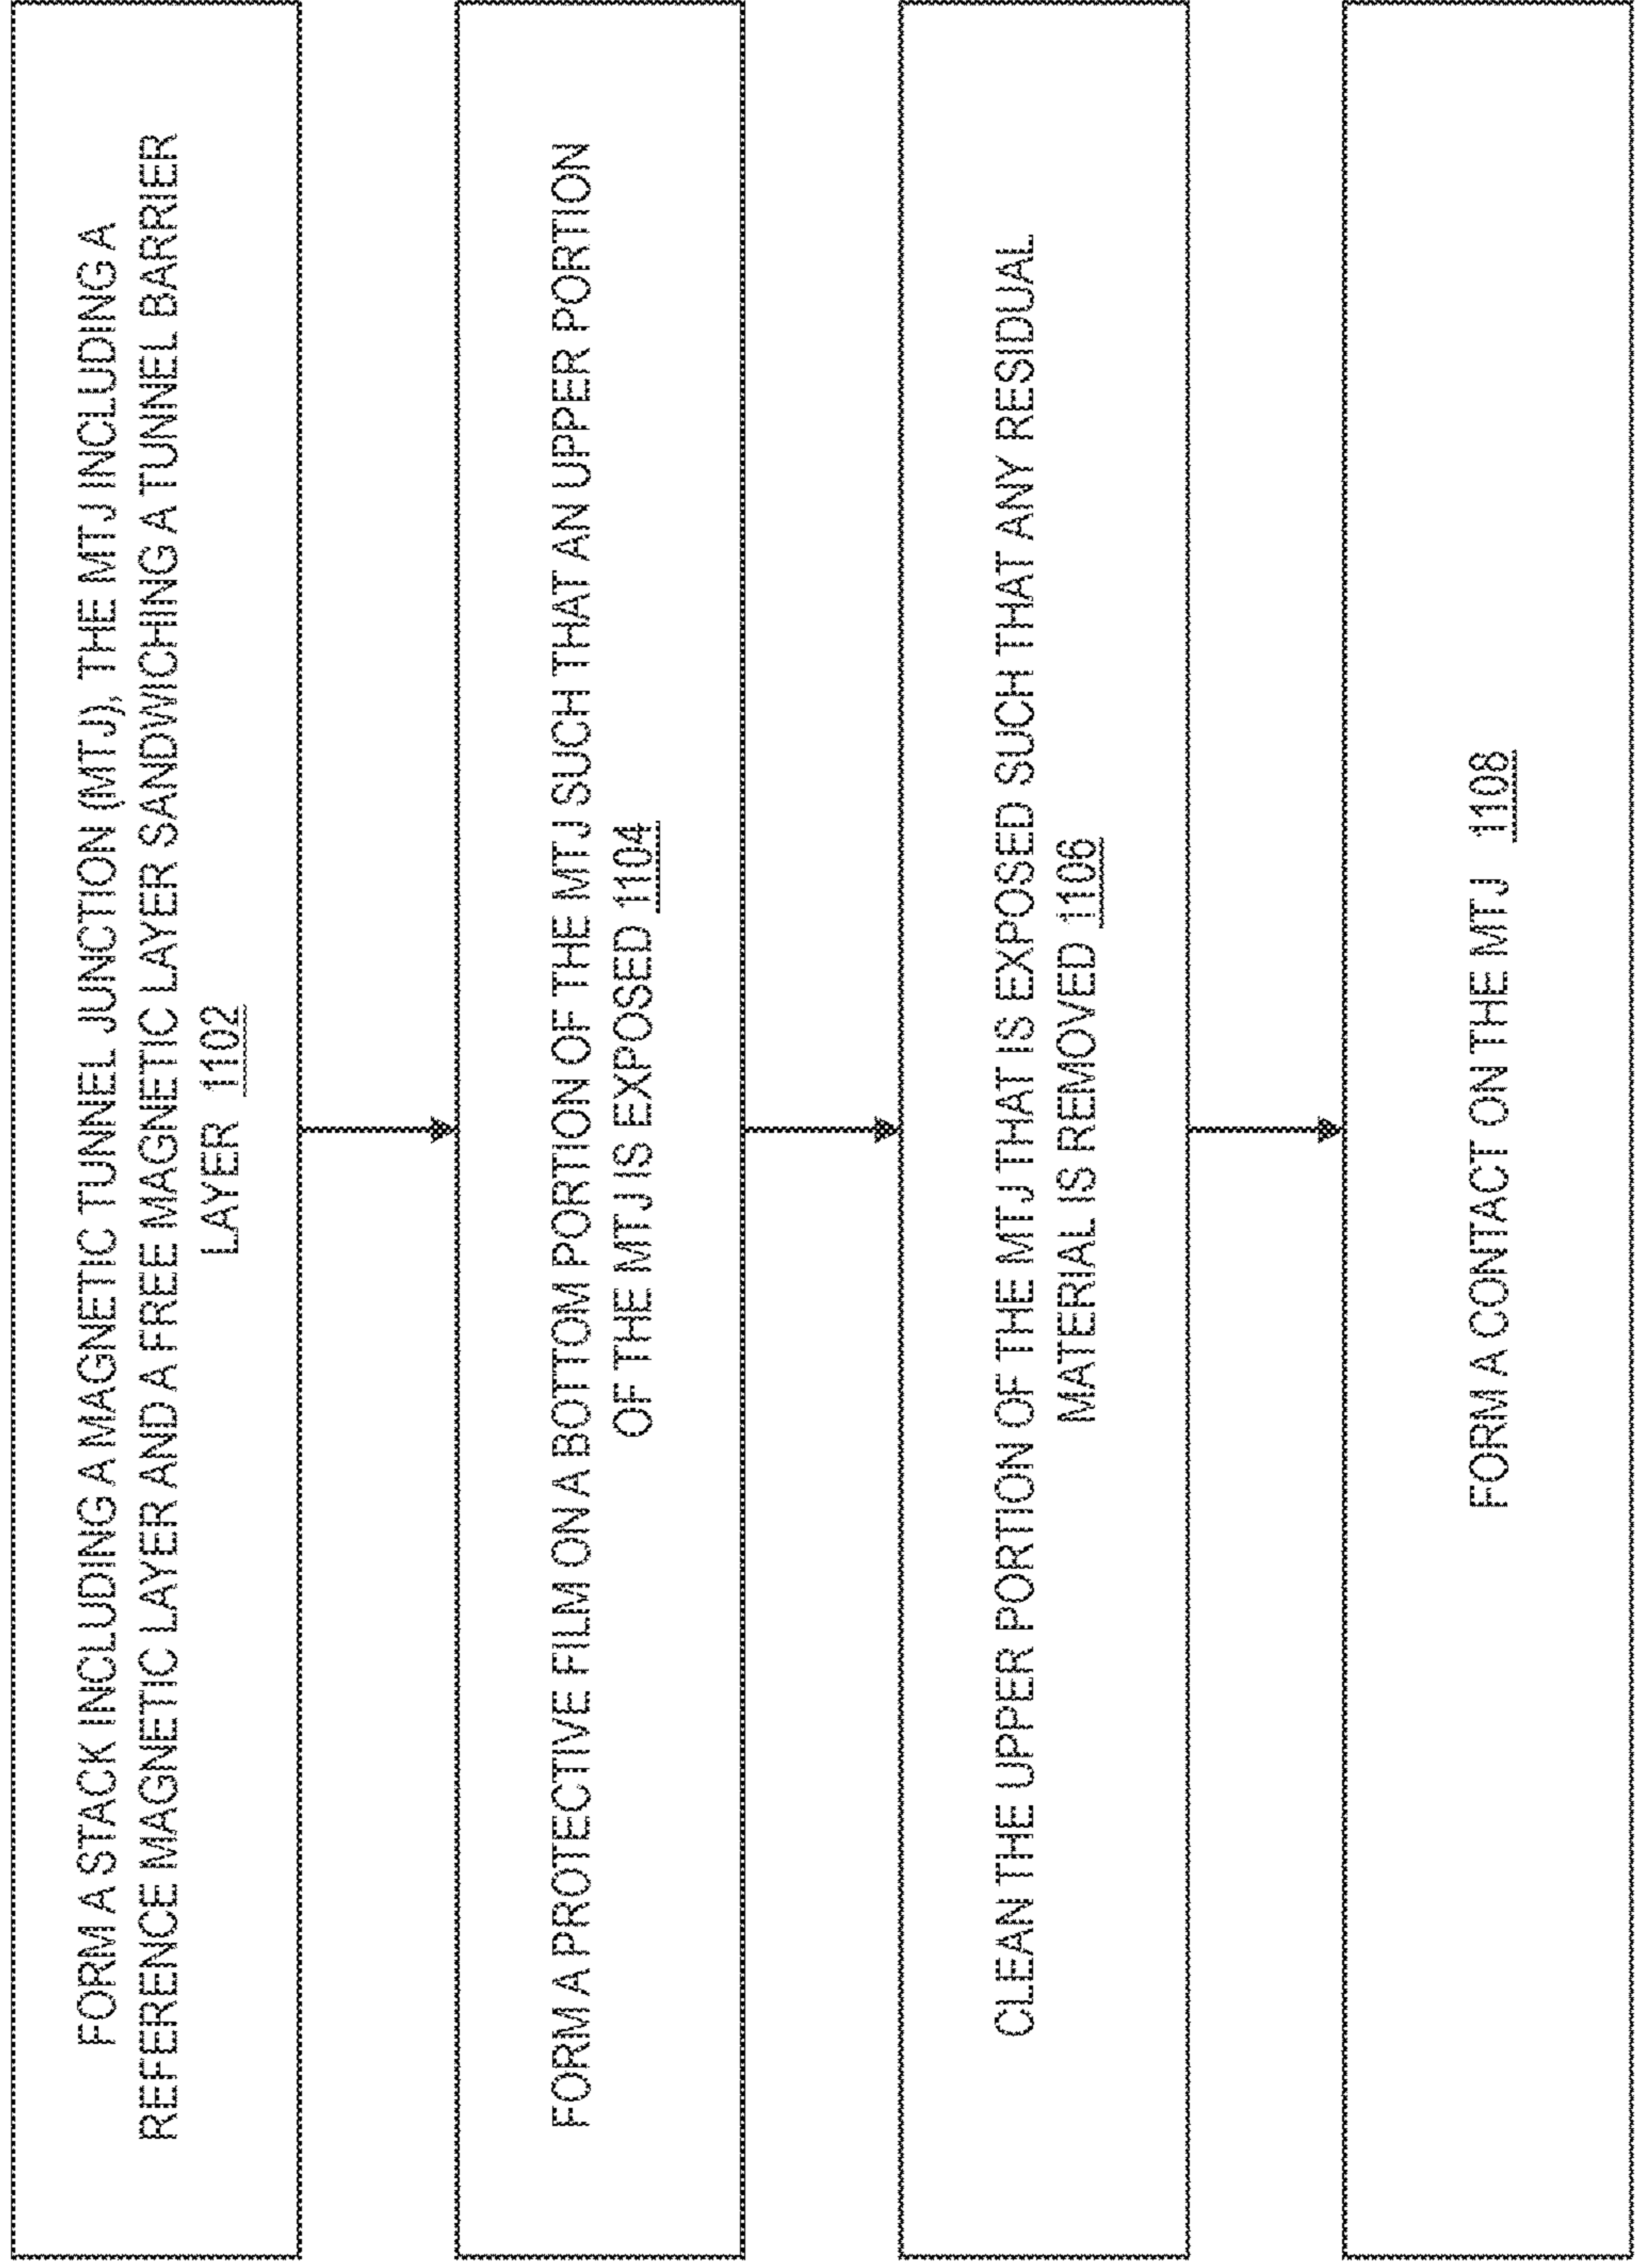 FORM A STACK INCLUDING A MAGNETIC TUNNEL JUNCTION (MTJ), THE MTJ INCLUDING A
REFERENCE MAGNETIC LAYER AND A FREE MAGNETIC LAYER SANDWICHING A TUNNEL BARRIER
LAYER 1102
FORM A PROTECTIVE FILM ON A BOTTOM PORTION OF THE MTJ SUCH THAT AN UPPER PORTION
OF THE MTJ IS EXPOSED 1104
CLEAN THE UPPER PORTION OF THE MTJ THAT IS EXPOSED SUCH THAT ANY RESIDUAL
MATERIAL IS REMOVED 1106
FORM A CONTACT ON THE MTJ 1108